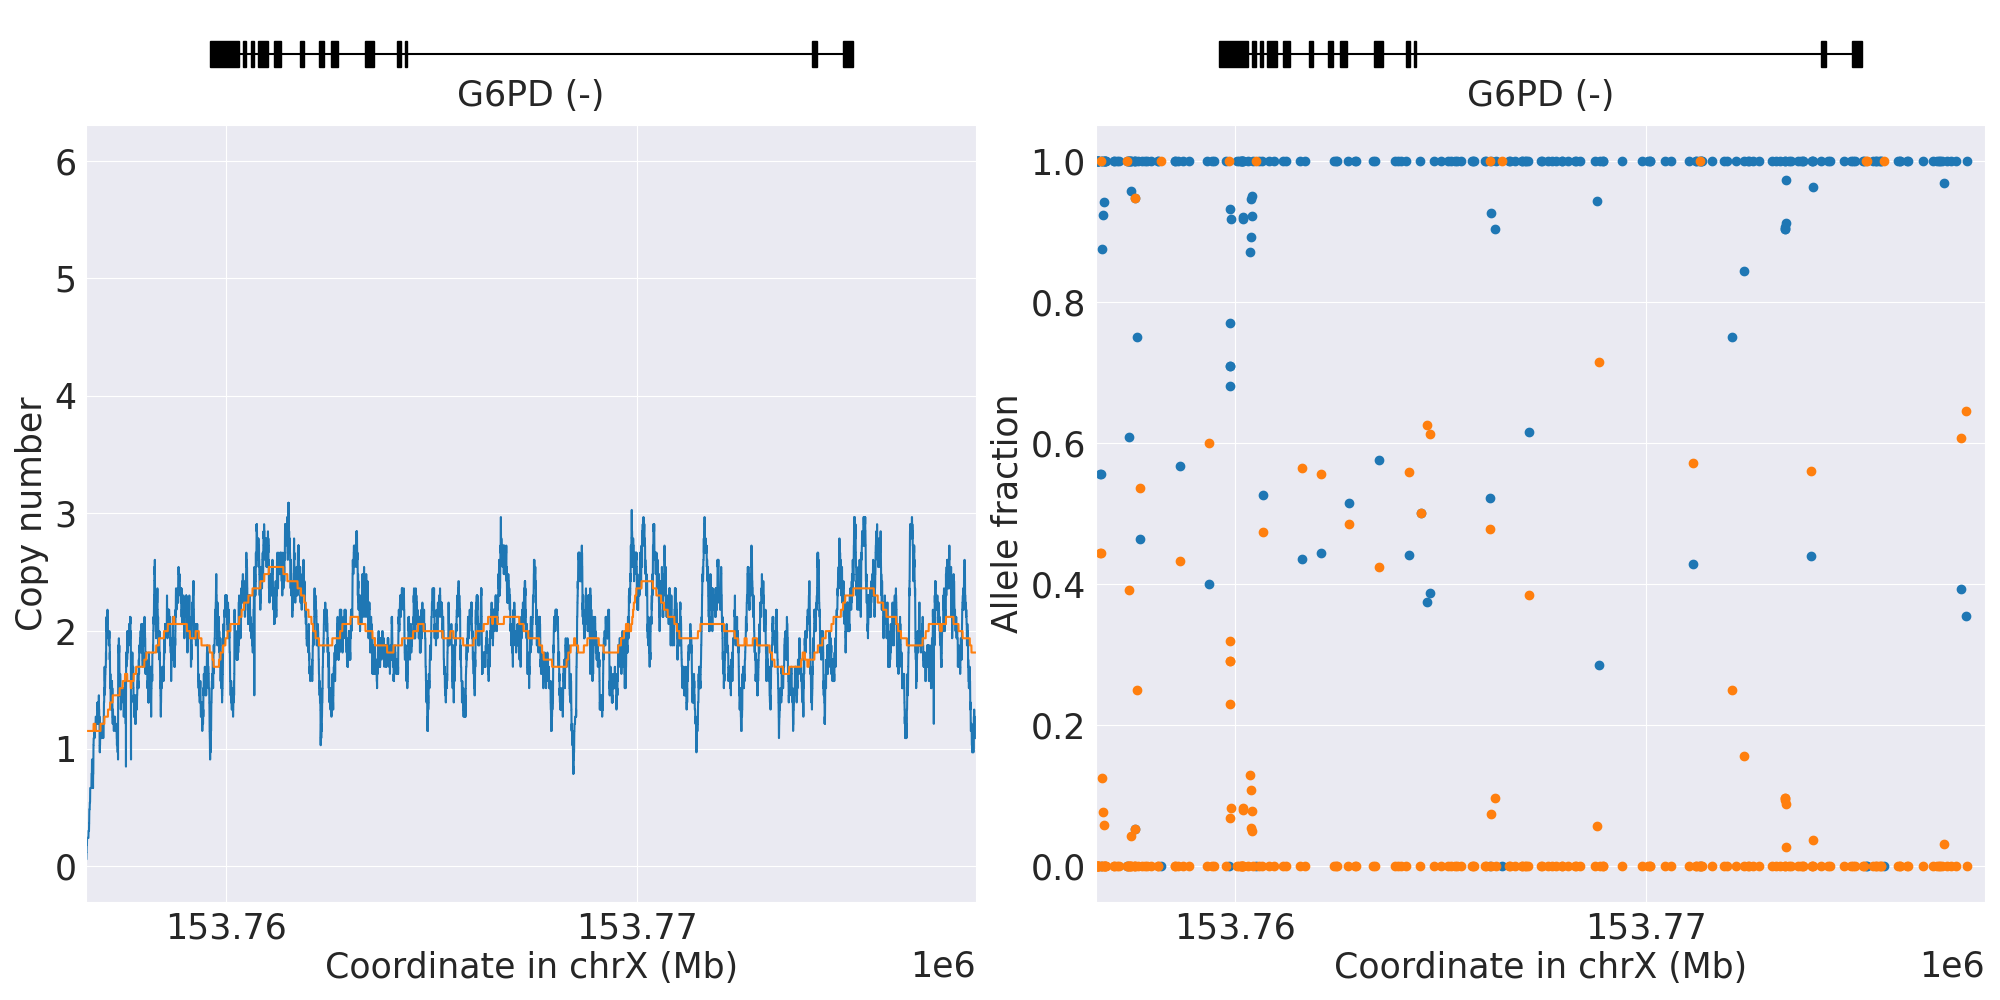 G6PD (-)
G6PD (-)
Copy number
6
5
4
3
2
1
0
153.76
153.77
Coordinate in chrX (Mb)
1e6
Allele fraction
1.0
0.8
0.6
0.4
0.2
0.0
153.76
153.77
Coordinate in chrX (Mb)
1e6